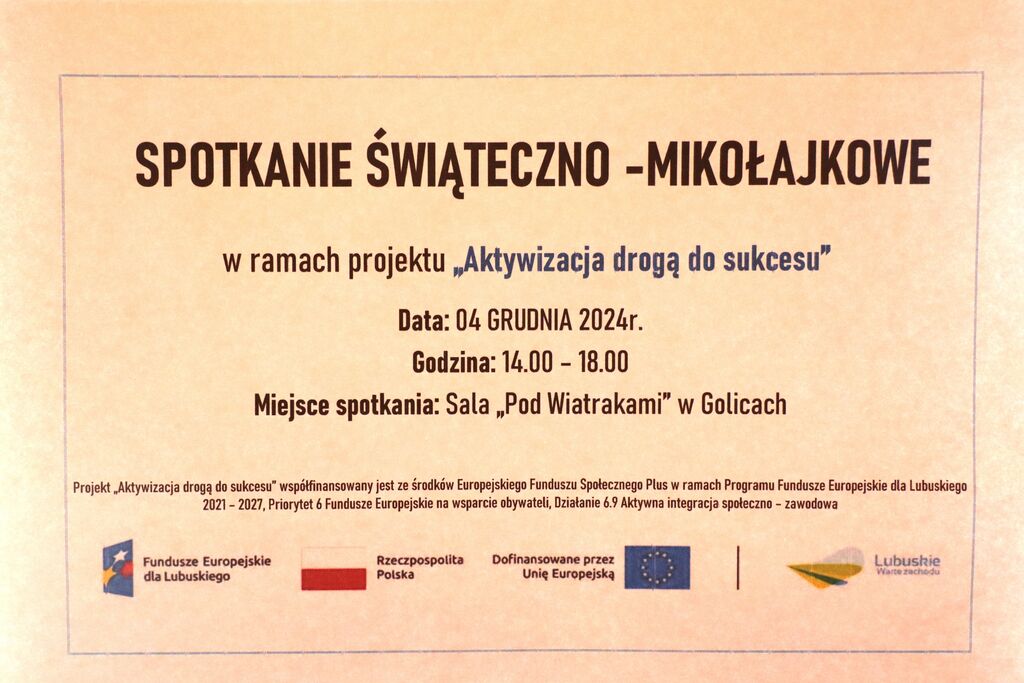 SPOTKANIE ŚWIĄTECZNO -MIKOŁAJKOWE
w ramach projektu „Aktywizacja drogą do sukcesu”
Data: 04 GRUDNIA 2024r.
Godzina: 14.00 – 18.00
Miejsce spotkania: Sala „Pod Wiatrakami” w Golicach
Projekt „Aktywizacja drogą do sukcesu” współfinansowany jest ze środków Europejskiego Funduszu Społecznego Plus w ramach Programu Fundusze Europejskie dla Lubuskiego
2021 – 2027, Priorytet 6 Fundusze Europejskie na wsparcie obywateli, Działanie 6.9 Aktywna integracja społeczno – zawodowa
Fundusze Europejskie
dla Lubuskiego
Rzeczpospolita
Polska
Dofinansowane przez
Unię Europejską
Lubuskie
Warte zachodu